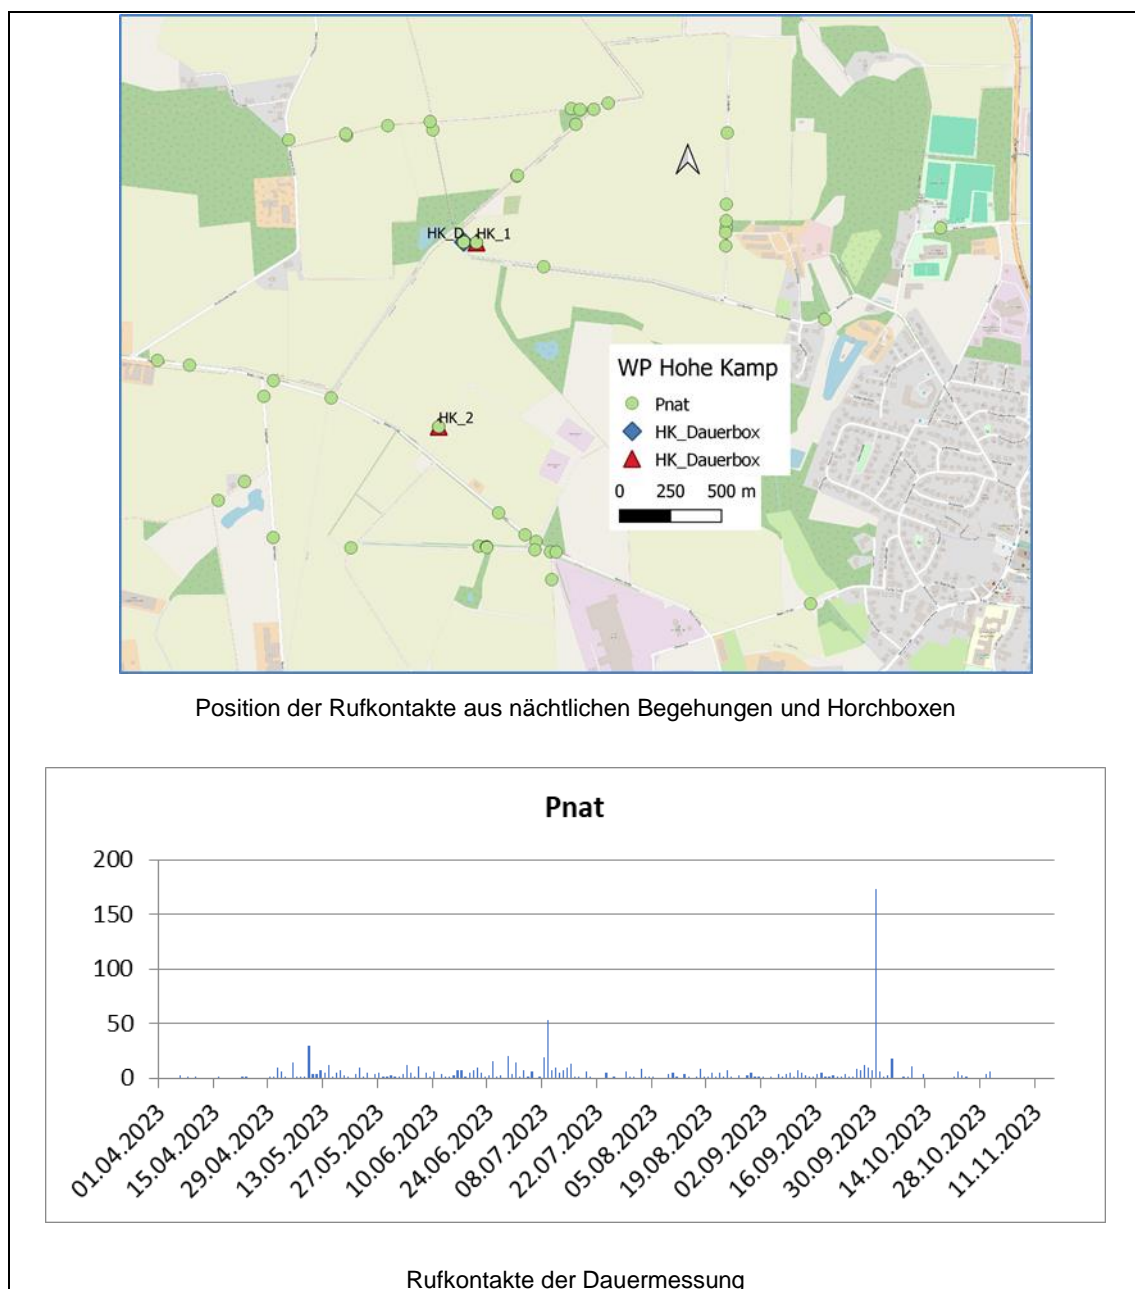 HK_D
HK_1
HK_2
WP Hohe Kamp
Pnat
HK_Dauerbox
HK_Dauerbox
0 250 500 m
Position der Rufkontakte aus nächtlichen Begehungen und Horchboxen
Pnat
200
150
100
50
0
01.04.2023
15.04.2023
29.04.2023
13.05.2023
27.05.2023
10.06.2023
24.06.2023
08.07.2023
22.07.2023
05.08.2023
19.08.2023
02.09.2023
16.09.2023
30.09.2023
14.10.2023
28.10.2023
11.11.2023
Rufkontakte der Dauermessung